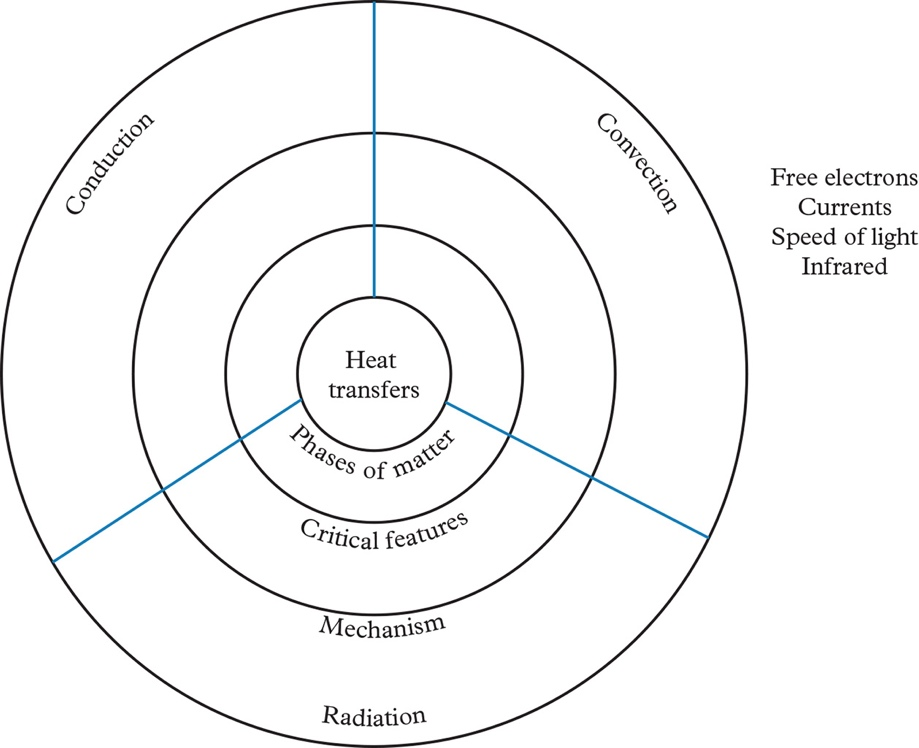 Conduction
Convection
Free electrons
Currents
Speed of light
Infrared
Heat
transfers
Phases of matter
Critical features
Mechanism
Radiation